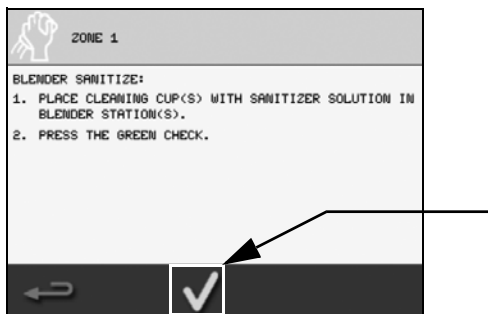 ZONE 1
BLENDER SANITIZE:
1. PLACE CLEANING CUP(S) WITH SANITIZER SOLUTION IN
BLENDER STATION(S).
2. PRESS THE GREEN CHECK.